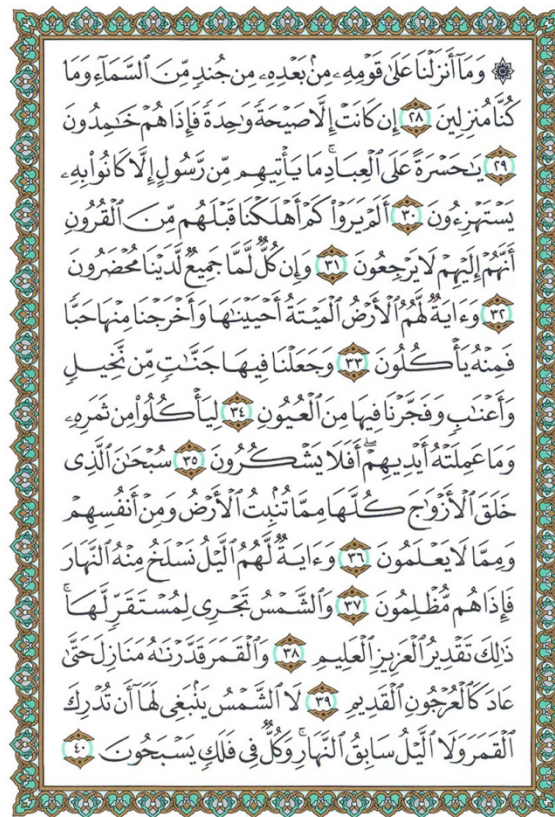 ۞ وَمَآ أَنزَلْنَا عَلَىٰ قَوْمِهِۦ مِنۢ بَعْدِهِۦ مِن جُندٍ مِّنَ ٱلسَّمَآءِ وَمَا
كُنَّا مُنزِلِينَ ٢٨ إِن كَانَتْ إِلَّا صَيْحَةً وَٰحِدَةً فَإِذَا هُمْ خَٰمِدُونَ
٢٩ يَٰحَسْرَةً عَلَى ٱلْعِبَادِ ۚ مَا يَأْتِيهِم مِّن رَّسُولٍ إِلَّا كَانُوا۟ بِهِۦ
يَسْتَهْزِءُونَ ٣٠ أَلَمْ يَرَوْا۟ كَمْ أَهْلَكْنَا قَبْلَهُم مِّنَ ٱلْقُرُونِ
أَنَّهُمْ إِلَيْهِمْ لَا يَرْجِعُونَ ٣١ وَإِن كُلٌّ لَّمَّا جَمِيعٌ لَّدَيْنَا مُحْضَرُونَ
٣٢ وَءَايَةٌ لَّهُمُ ٱلْأَرْضُ ٱلْمَيْتَةُ أَحْيَيْنَٰهَا وَأَخْرَجْنَا مِنْهَا حَبًّا
فَمِنْهُ يَأْكُلُونَ ٣٣ وَجَعَلْنَا فِيهَا جَنَّٰتٍ مِّن نَّخِيلٍ
وَأَعْنَٰبٍ وَفَجَّرْنَا فِيهَا مِنَ ٱلْعُيُونِ ٣٤ لِيَأْكُلُوا۟ مِن ثَمَرِهِۦ
وَمَا عَمِلَتْهُ أَيْدِيهِمْ ۖ أَفَلَا يَشْكُرُونَ ٣٥ سُبْحَٰنَ ٱلَّذِى
خَلَقَ ٱلْأَزْوَٰجَ كُلَّهَا مِمَّا تُنۢبِتُ ٱلْأَرْضُ وَمِنْ أَنفُسِهِمْ
وَمِمَّا لَا يَعْلَمُونَ ٣٦ وَءَايَةٌ لَّهُمُ ٱلَّيْلُ نَسْلَخُ مِنْهُ ٱلنَّهَارَ
فَإِذَا هُم مُّظْلِمُونَ ٣٧ وَٱلشَّمْسُ تَجْرِى لِمُسْتَقَرٍّ لَّهَا ۚ
ذَٰلِكَ تَقْدِيرُ ٱلْعَزِيزِ ٱلْعَلِيمِ ٣٨ وَٱلْقَمَرَ قَدَّرْنَٰهُ مَنَازِلَ حَتَّىٰ
عَادَ كَٱلْعُرْجُونِ ٱلْقَدِيمِ ٣٩ لَا ٱلشَّمْسُ يَنۢبَغِى لَهَآ أَن تُدْرِكَ
ٱلْقَمَرَ وَلَا ٱلَّيْلُ سَابِقُ ٱلنَّهَارِ ۚ وَكُلٌّ فِى فَلَكٍ يَسْبَحُونَ ٤٠